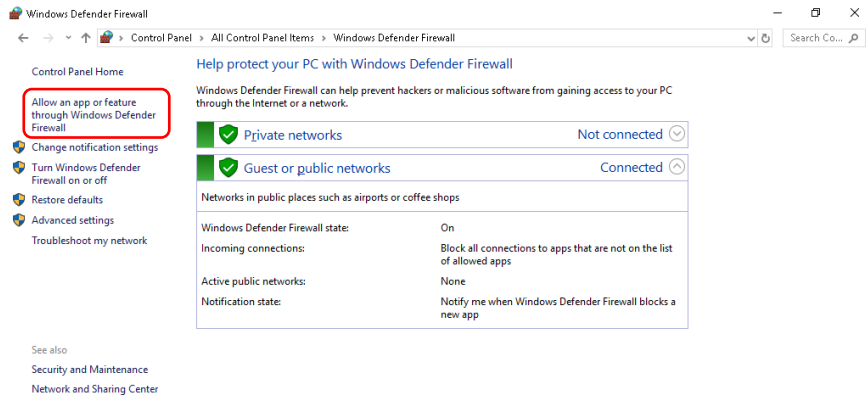 Windows Defender Firewall
Control Panel > All Control Panel Items > Windows Defender Firewall
Search Co...
Control Panel Home
Allow an app or feature
through Windows Defender
Firewall
Change notification settings
Turn Windows Defender
Firewall on or off
Restore defaults
Advanced settings
Troubleshoot my network
Help protect your PC with Windows Defender Firewall
Windows Defender Firewall can help prevent hackers or malicious software from gaining access to your PC
through the Internet or a network.
Private networks
Not connected
Guest or public networks
Connected
Networks in public places such as airports or coffee shops
Windows Defender Firewall state:
On
Incoming connections:
Block all connections to apps that are not on the list
of allowed apps
Active public networks:
None
Notification state:
Notify me when Windows Defender Firewall blocks a
new app
See also
Security and Maintenance
Network and Sharing Center